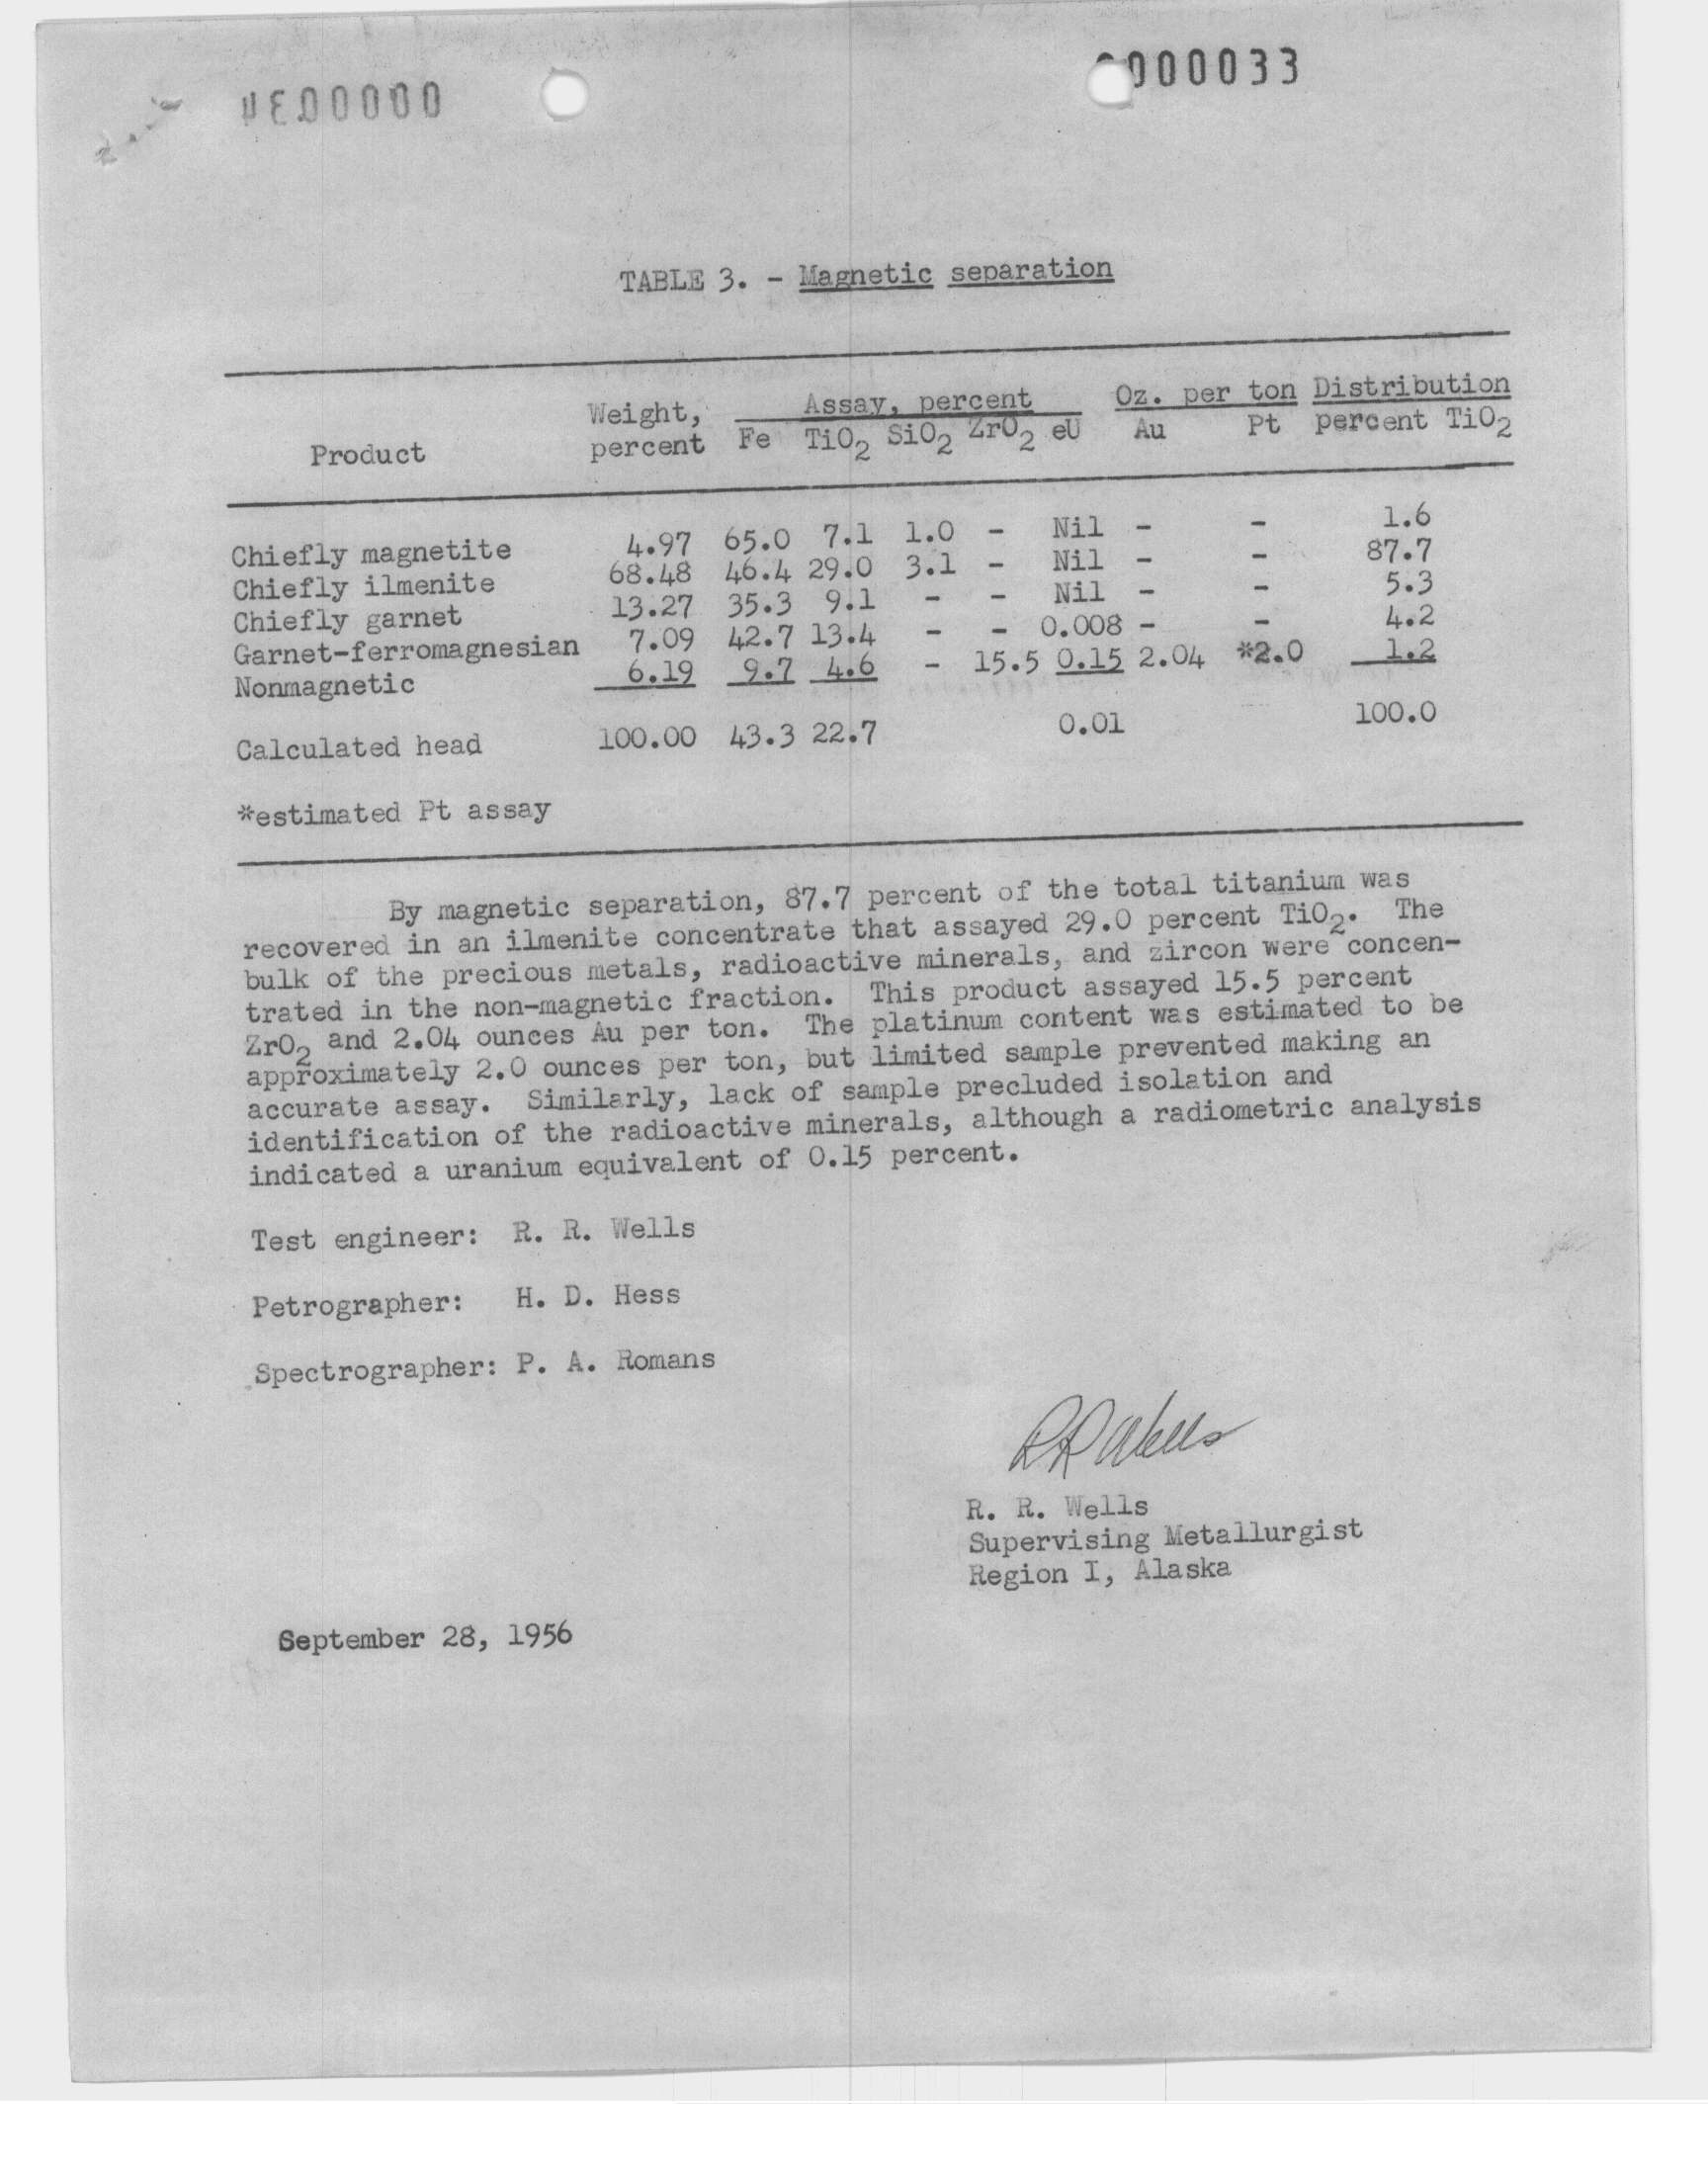 0000034
000033
TABLE 3. - Magnetic separation
Product Weight, percent Assay, percent Fe TiO2 SiO2 ZrO2 eU Oz. per ton Au Pt Distribution percent TiO2
Chiefly magnetite 4.97 65.0 7.1 1.0 - Nil - - 1.6
Chiefly ilmenite 68.48 46.4 29.0 3.1 - Nil - - 87.7
Chiefly garnet 13.27 35.3 9.1 - - Nil - - 5.3
Garnet-ferromagnesian 7.09 42.7 13.4 - - 0.008 - - 4.2
Nonmagnetic 6.19 9.7 4.6 - 15.5 0.15 2.04 *2.0 1.2
Calculated head 100.00 43.3 22.7 0.01 100.0
*estimated Pt assay
By magnetic separation, 87.7 percent of the total titanium was
recovered in an ilmenite concentrate that assayed 29.0 percent TiO2. The
bulk of the precious metals, radioactive minerals, and zircon were concen-
trated in the non-magnetic fraction. This product assayed 15.5 percent
ZrO2 and 2.04 ounces Au per ton. The platinum content was estimated to be
approximately 2.0 ounces per ton, but limited sample prevented making an
accurate assay. Similarly, lack of sample precluded isolation and
identification of the radioactive minerals, although a radiometric analysis
indicated a uranium equivalent of 0.15 percent.
Test engineer: R. R. Wells
Petrographer: H. D. Hess
Spectrographer: P. A. Romans
R R Wells
R. R. Wells
Supervising Metallurgist
Region I, Alaska
September 28, 1956